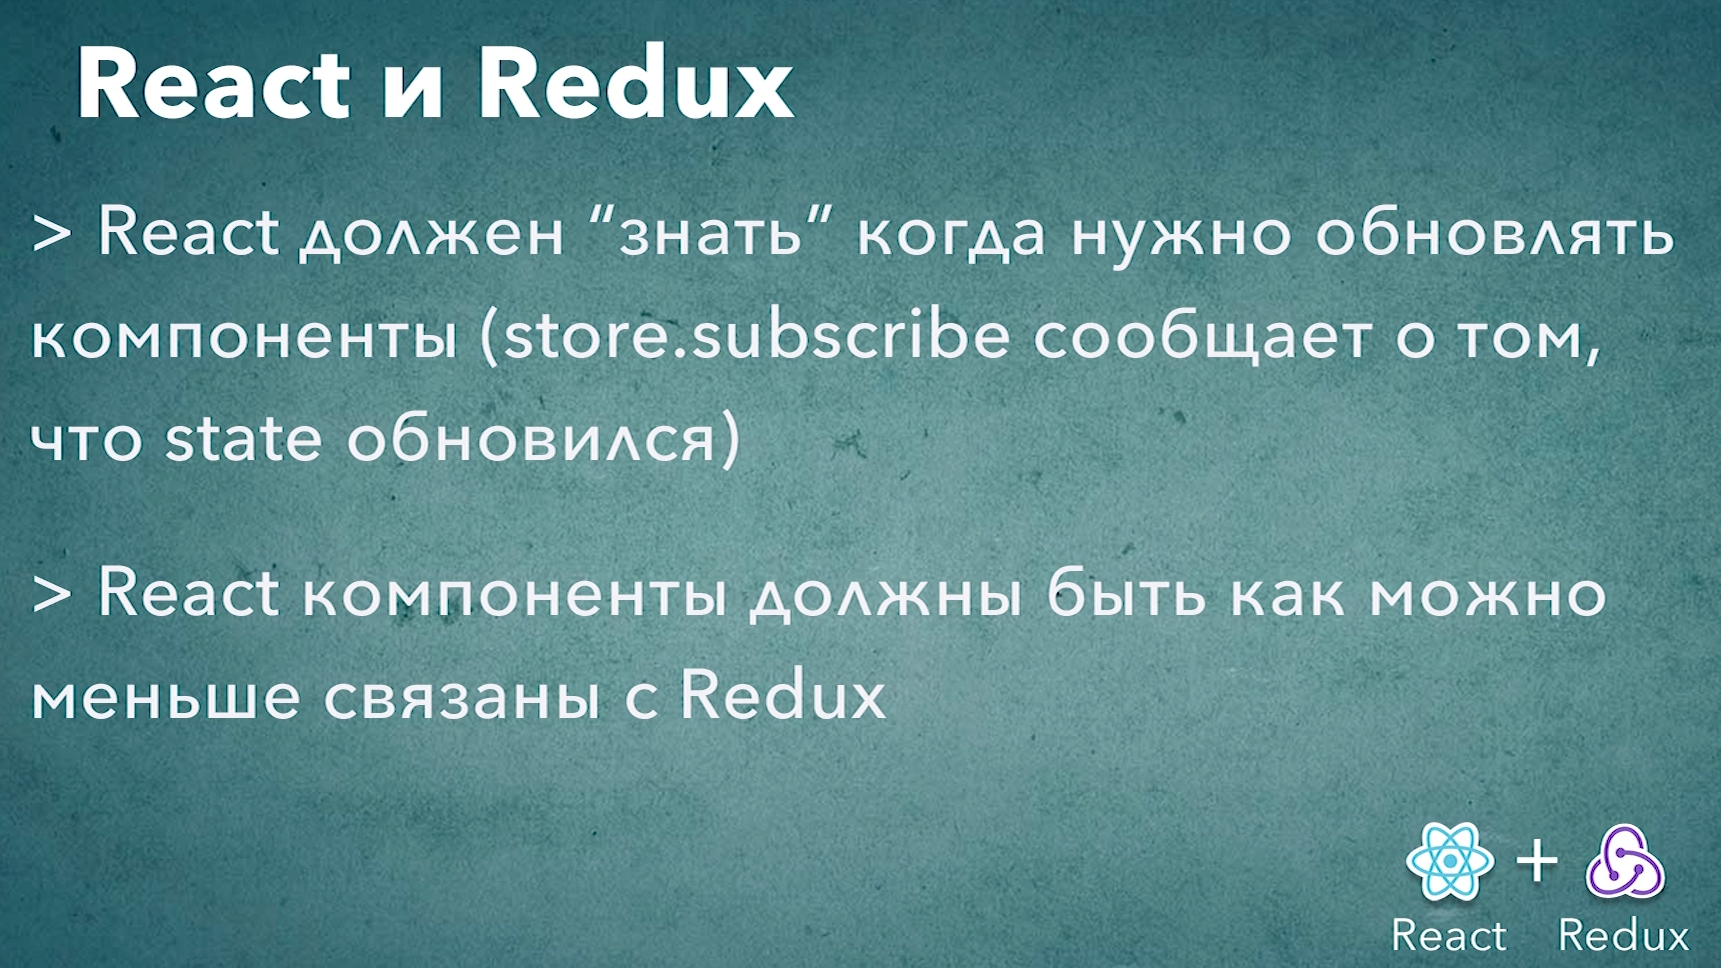 React и Redux
> React должен “знать” когда нужно обновлять
компоненты (store.subscribe сообщает о том,
что state обновился)
> React компоненты должны быть как можно
меньше связаны с Redux
+
React Redux